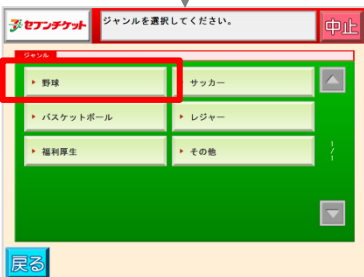 セブンチケット
ジャンルを選択してください。
中止
ジャンル
野球
サッカー
バスケットボール
レジャー
福利厚生
その他
1/1
戻る